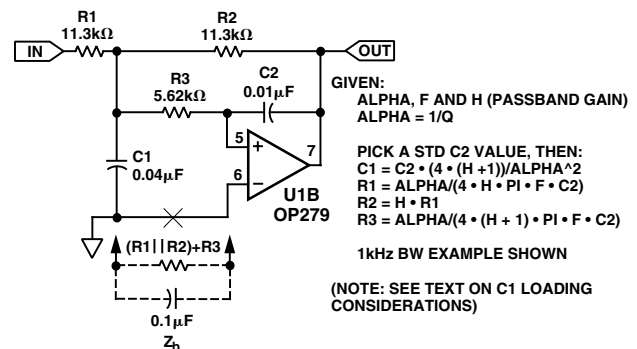 R1
11.3kΩ
R2
11.3kΩ
IN
OUT
R3
5.62kΩ
C2
0.01µF
C1
0.04µF
5
+
6
−
7
U1B
OP279
(R1||R2)+R3
0.1µF
Zb
GIVEN:
ALPHA, F AND H (PASSBAND GAIN)
ALPHA = 1/Q
PICK A STD C2 VALUE, THEN:
C1 = C2 • (4 • (H +1))/ALPHA^2
R1 = ALPHA/(4 • H • PI • F • C2)
R2 = H • R1
R3 = ALPHA/(4 • (H + 1) • PI • F • C2)
1kHz BW EXAMPLE SHOWN
(NOTE: SEE TEXT ON C1 LOADING
CONSIDERATIONS)